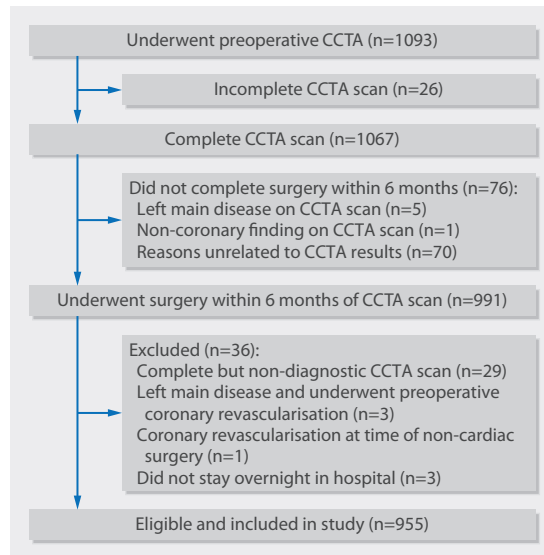 Underwent preoperative CCTA (n=1093)
Incomplete CCTA scan (n=26)
Complete CCTA scan (n=1067)
Did not complete surgery within 6 months (n=76):
Left main disease on CCTA scan (n=5)
Non-coronary finding on CCTA scan (n=1)
Reasons unrelated to CCTA results (n=70)
Underwent surgery within 6 months of CCTA scan (n=991)
Excluded (n=36):
Complete but non-diagnostic CCTA scan (n=29)
Left main disease and underwent preoperative
coronary revascularisation (n=3)
Coronary revascularisation at time of non-cardiac
surgery (n=1)
Did not stay overnight in hospital (n=3)
Eligible and included in study (n=955)